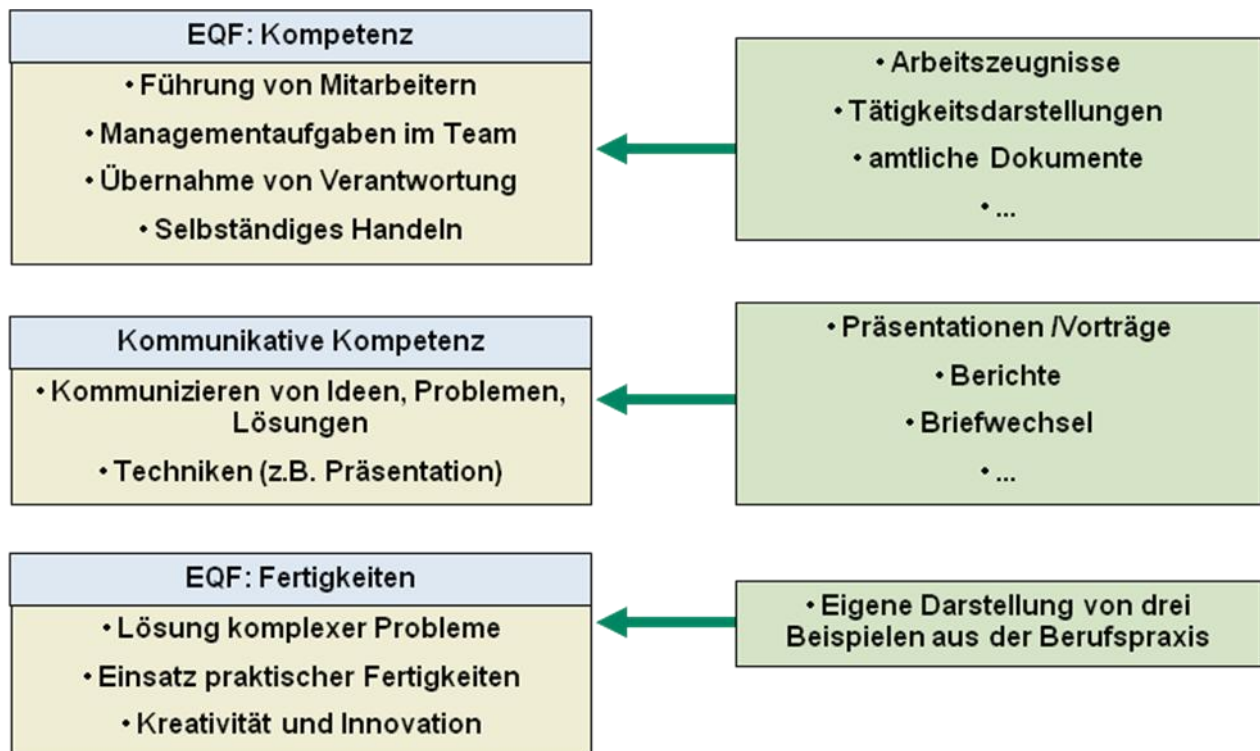 EQF: Kompetenz
• Führung von Mitarbeitern
• Managementaufgaben im Team
• Übernahme von Verantwortung
• Selbständiges Handeln
• Arbeitszeugnisse
• Tätigkeitsdarstellungen
• amtliche Dokumente
• ...
Kommunikative Kompetenz
• Kommunizieren von Ideen, Problemen,
Lösungen
• Techniken (z.B. Präsentation)
• Präsentationen /Vorträge
• Berichte
• Briefwechsel
• ...
EQF: Fertigkeiten
• Lösung komplexer Probleme
• Einsatz praktischer Fertigkeiten
• Kreativität und Innovation
• Eigene Darstellung von drei
Beispielen aus der Berufspraxis